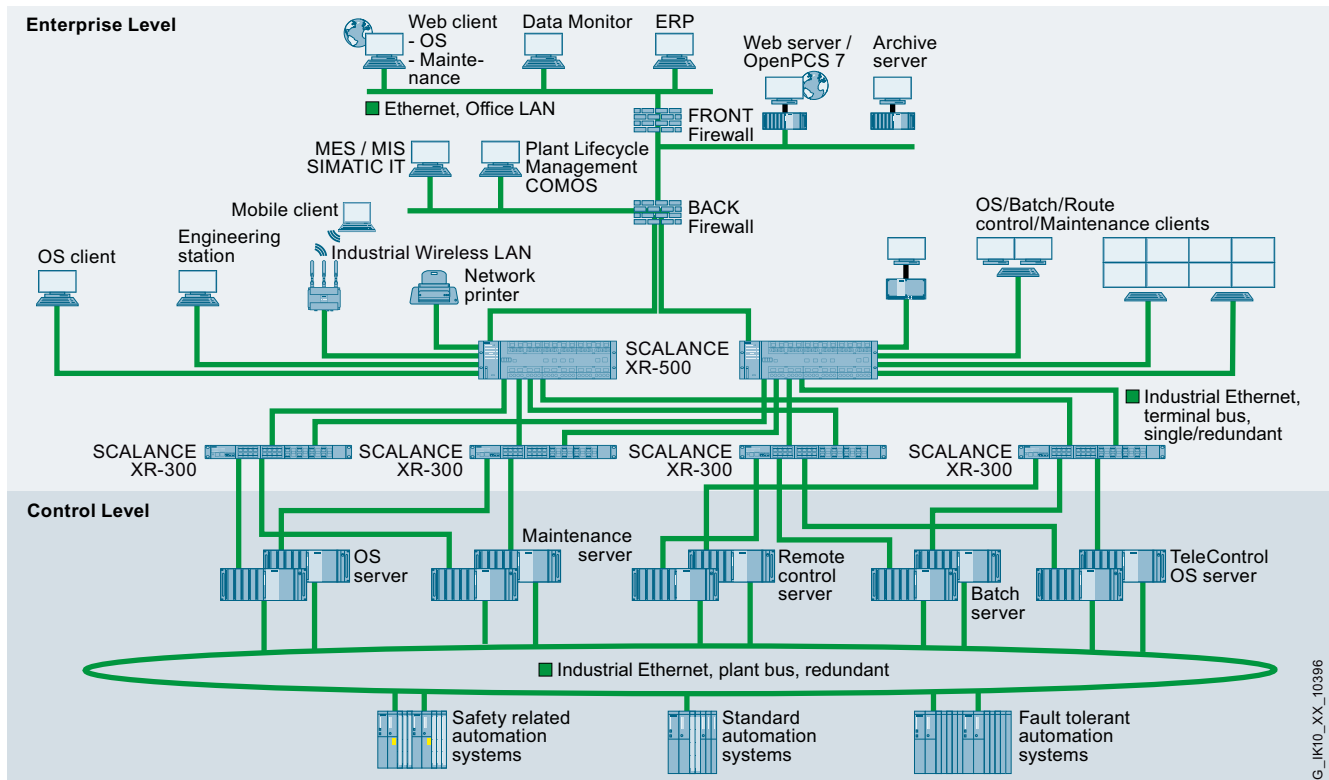 Enterprise Level
Web client
- OS
- Mainte-
nance
Data Monitor
ERP
Web server /
OpenPCS 7
Archive
server
Ethernet, Office LAN
FRONT
Firewall
MES / MIS
SIMATIC IT
Plant Lifecycle
Management
COMOS
BACK
Firewall
Mobile client
OS/Batch/Route
control/Maintenance clients
OS client
Engineering
station
Industrial Wireless LAN
Network
printer
SCALANCE
XR-500
Industrial Ethernet,
terminal bus,
single/redundant
SCALANCE
XR-300
SCALANCE
XR-300
SCALANCE
XR-300
SCALANCE
XR-300
Control Level
OS
server
Maintenance
server
Remote
control
server
Batch
server
TeleControl
OS server
Industrial Ethernet, plant bus, redundant
Safety related
automation
systems
Standard
automation
systems
Fault tolerant
automation
systems
G_IK10_XX_10396